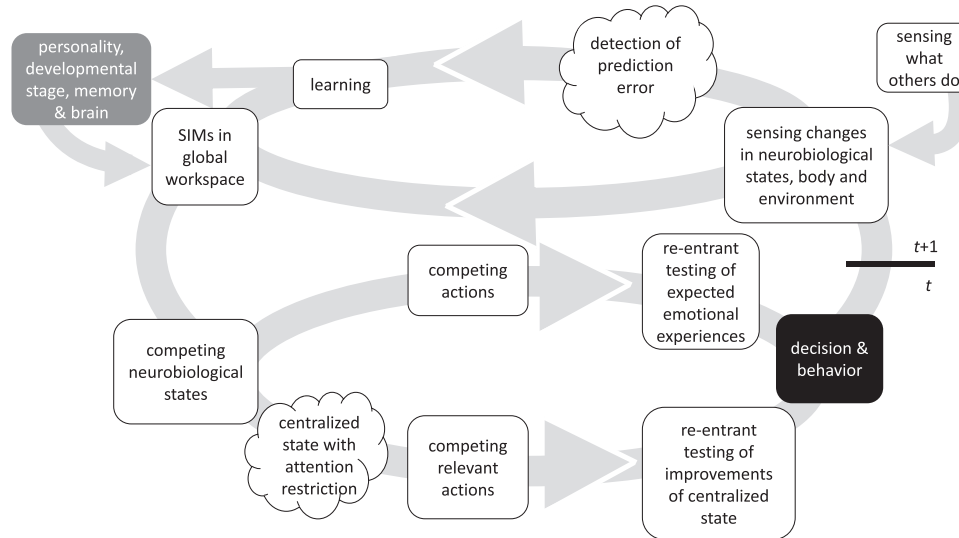 personality,
developmental
stage, memory
& brain
learning
detection of
prediction
error
sensing
what
others do
SIMs in
global
workspace
sensing changes
in neurobiological
states, body and
environment
competing
actions
re-entrant
testing of
expected
emotional
experiences
t+1
t
competing
neurobiological
states
decision &
behavior
centralized
state with
attention
restriction
competing
relevant
actions
re-entrant
testing of
improvements
of centralized
state